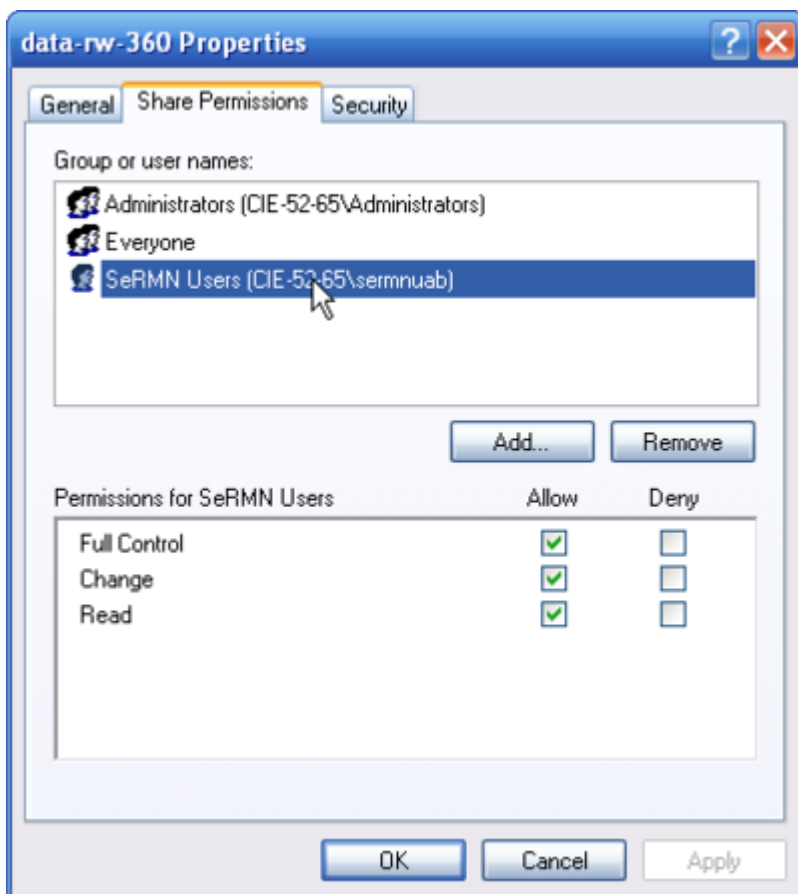 data-rw-360 Properties
General Share Permissions Security
Group or user names:
Administrators (CIE-52-65\Administrators)
Everyone
SeRMN Users (CIE-52-65\sermnuab)
Add... Remove
Permissions for SeRMN Users Allow Deny
Full Control
Change
Read
OK Cancel Apply